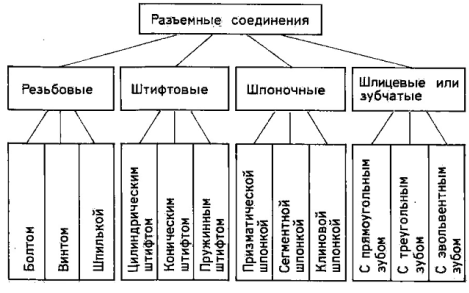 Разъемные соединения
Резьбовые
Штифтовые
Шпоночные
Шлицевые или
зубчатые
Болтом
Винтом
Шпилькой
Цилиндрическим
штифтом
Коническим
штифтом
Пружинным
штифтом
Призматической
шпонкой
Сегментной
шпонкой
Клиновой
шпонкой
С прямоугольным
зубом
С треугольным
зубом
С эвольвентным
зубом